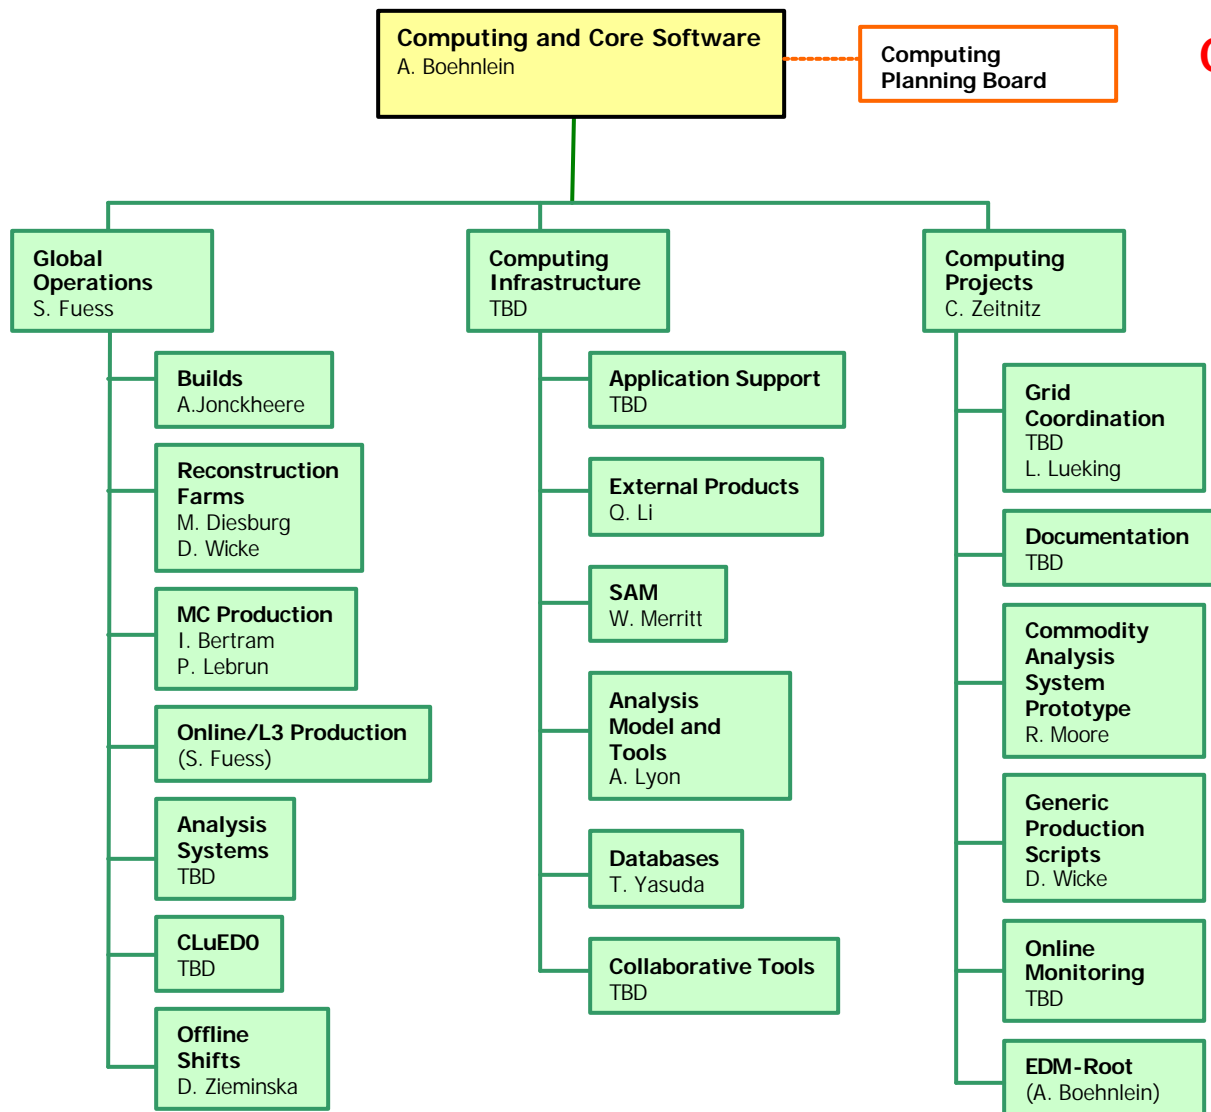 Computing and Core Software
A. Boehnlein
Computing
Planning Board
Global
Operations
S. Fuess
Builds
A.Jonckheere
Reconstruction
Farms
M. Diesburg
D. Wicke
MC Production
I. Bertram
P. Lebrun
Online/L3 Production
(S. Fuess)
Analysis
Systems
TBD
CLuED0
TBD
Offline
Shifts
D. Zieminska
Computing
Infrastructure
TBD
Application Support
TBD
External Products
Q. Li
SAM
W. Merritt
Analysis
Model and
Tools
A. Lyon
Databases
T. Yasuda
Collaborative Tools
TBD
Computing
Projects
C. Zeitnitz
Grid
Coordination
TBD
L. Lueking
Documentation
TBD
Commodity
Analysis
System
Prototype
R. Moore
Generic
Production
Scripts
D. Wicke
Online
Monitoring
TBD
EDM-Root
(A. Boehnlein)